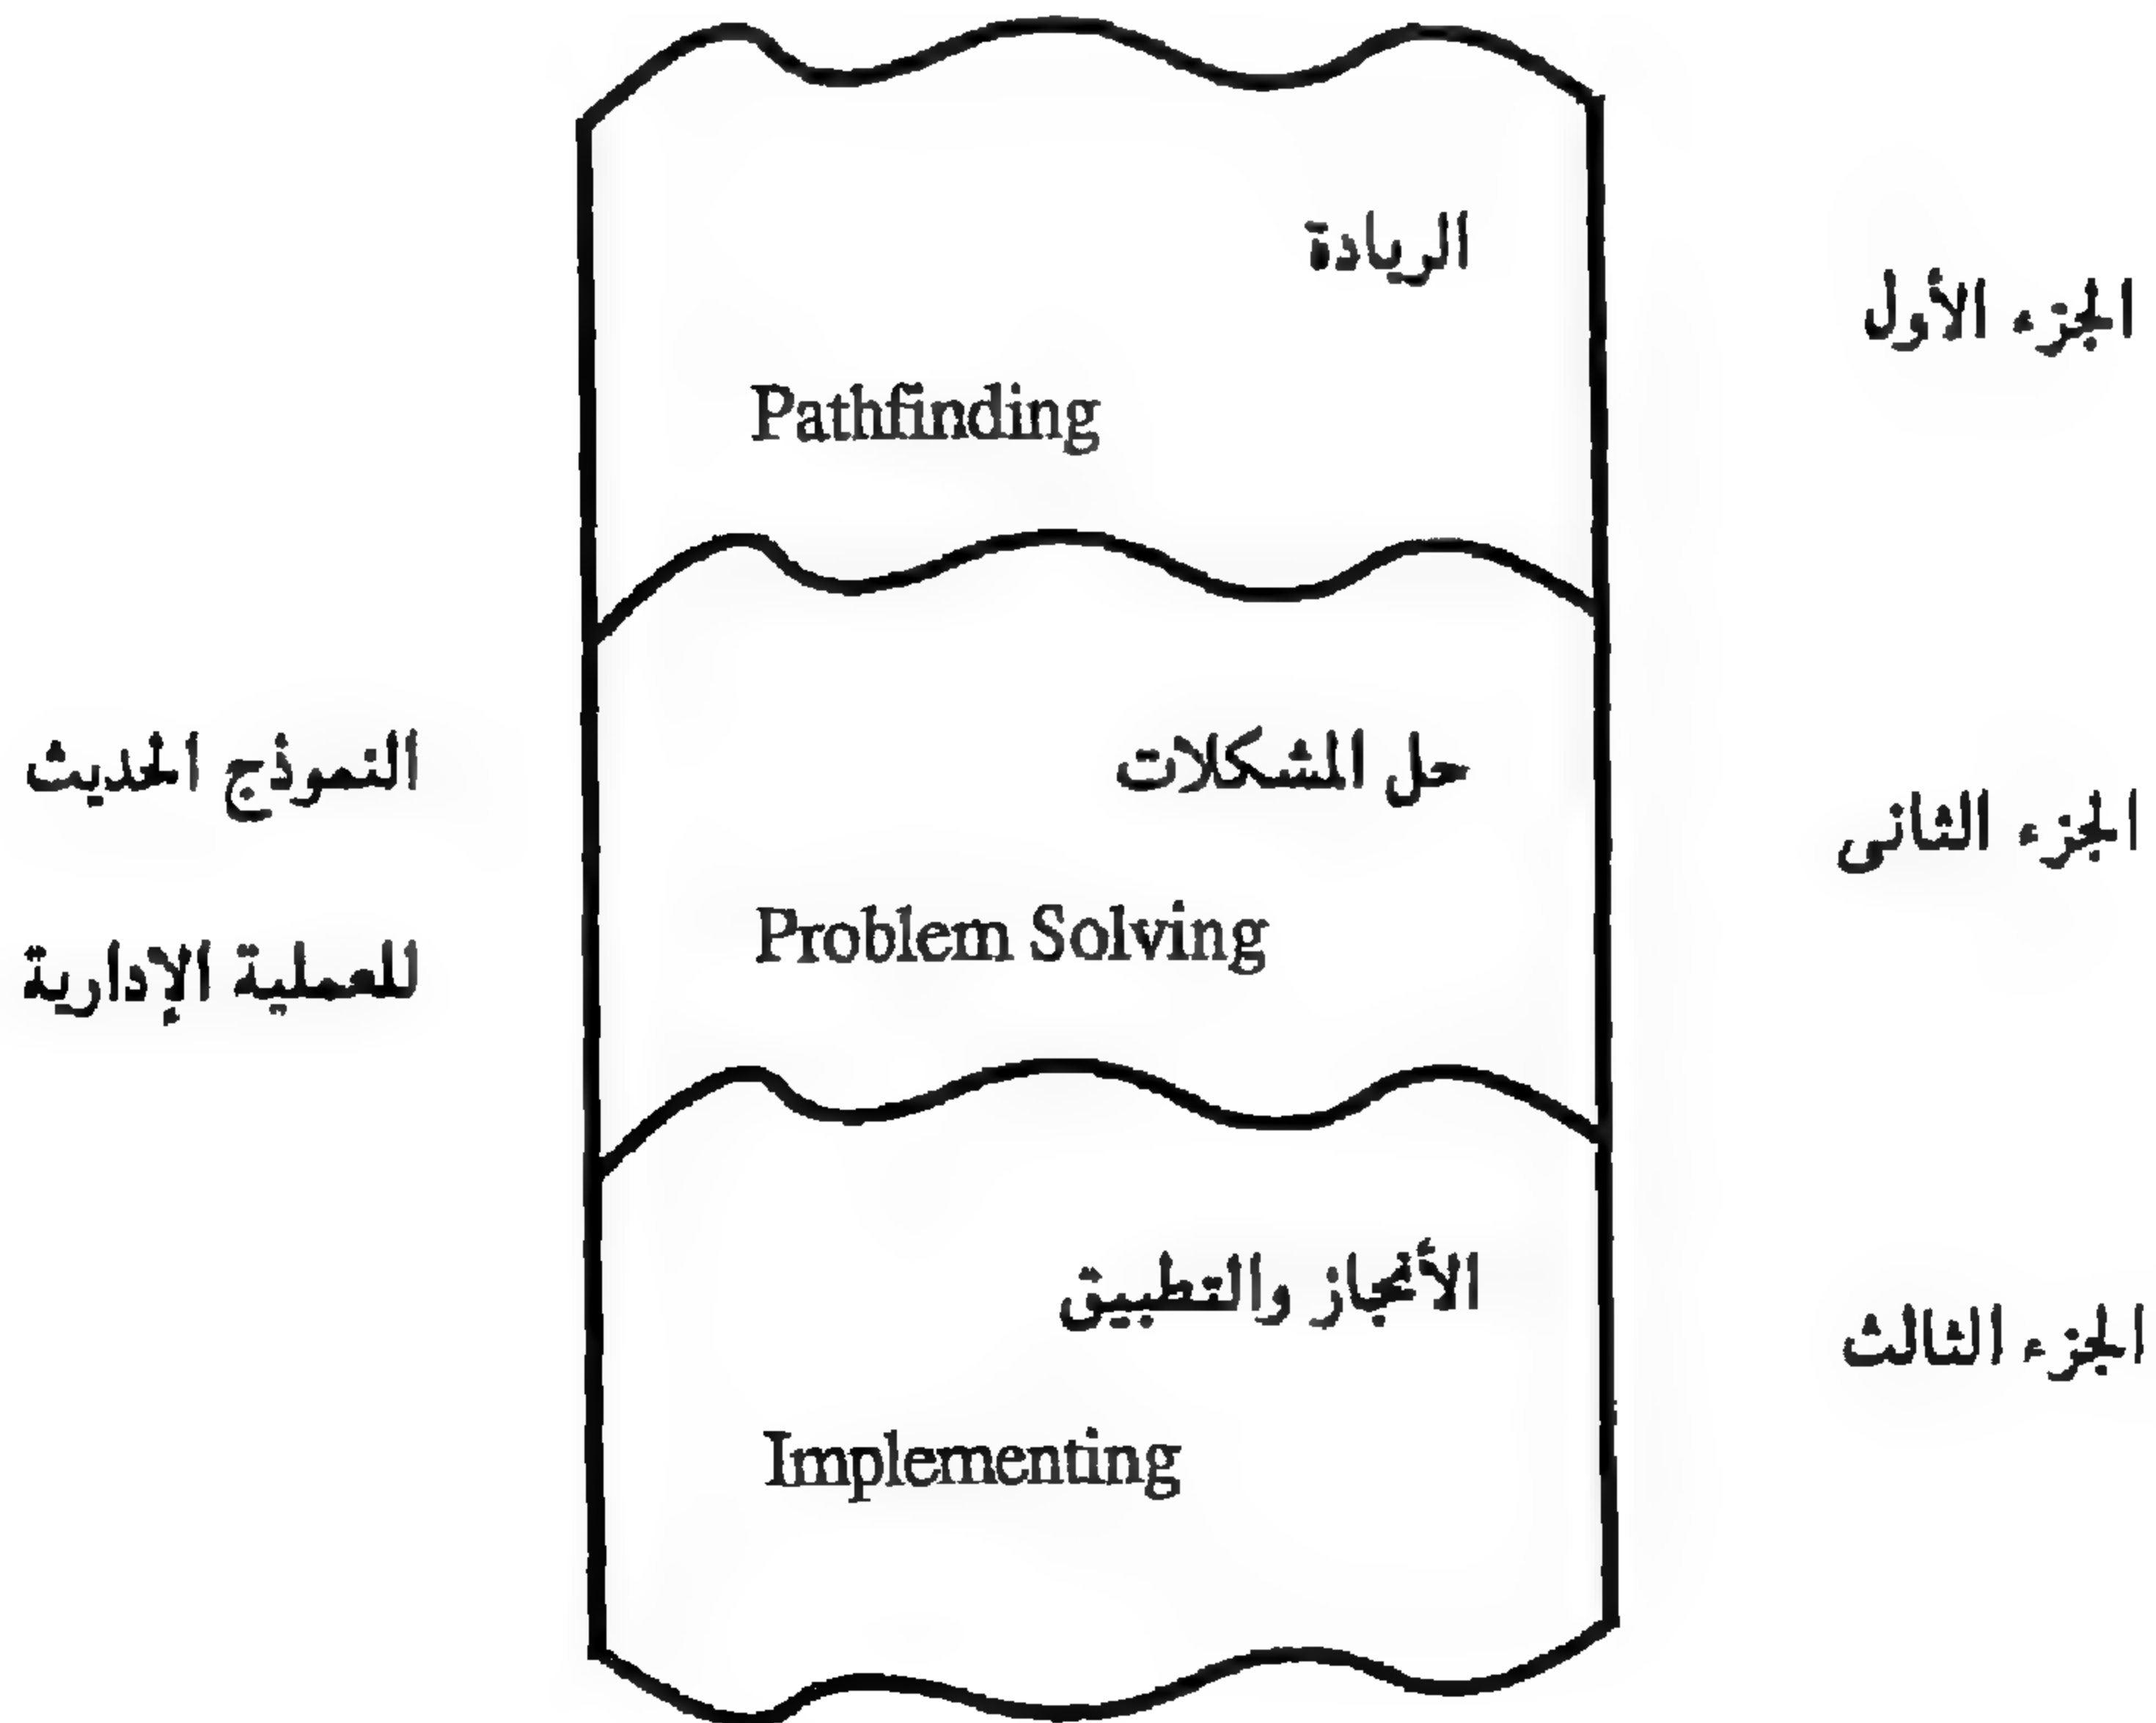 الريادة
الجزء الأول
Pathfinding
النموذج الحديث
حل المشكلات
الجزء الثانى
للعملية الإدارية
Problem Solving
الأنجاز والتطبيق
الجزء الثالث
Implementing